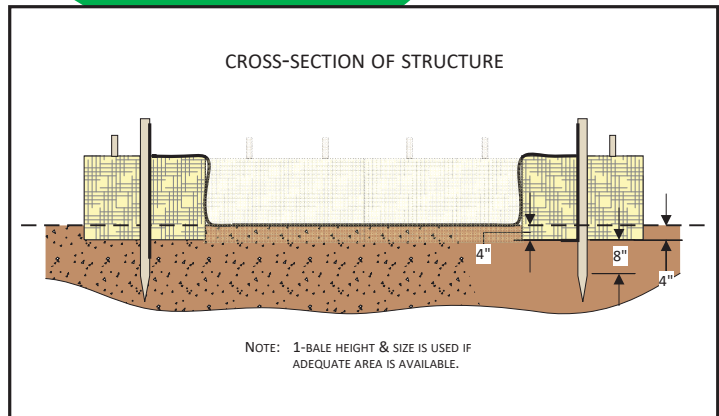 CROSS-SECTION OF STRUCTURE
4"
8"
4"
NOTE: 1-BALE HEIGHT & SIZE IS USED IF
ADEQUATE AREA IS AVAILABLE.